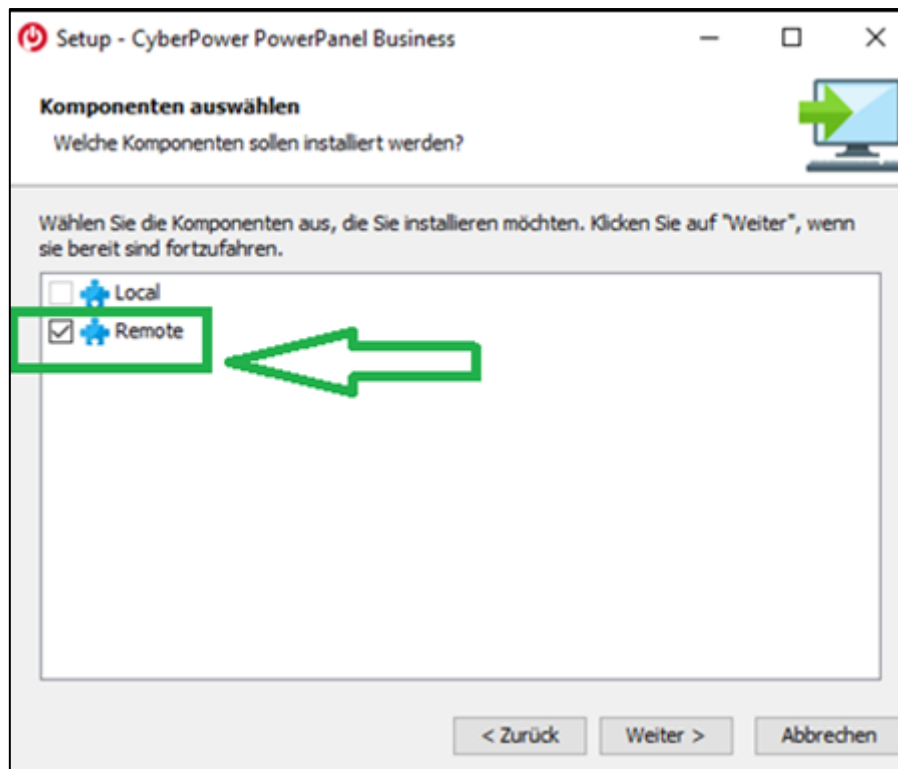 Setup - CyberPower PowerPanel Business
Komponenten auswählen
Welche Komponenten sollen installiert werden?
Wählen Sie die Komponenten aus, die Sie installieren möchten. Klicken Sie auf "Weiter", wenn
sie bereit sind fortzufahren.
Local
Remote
< Zurück
Weiter >
Abbrechen